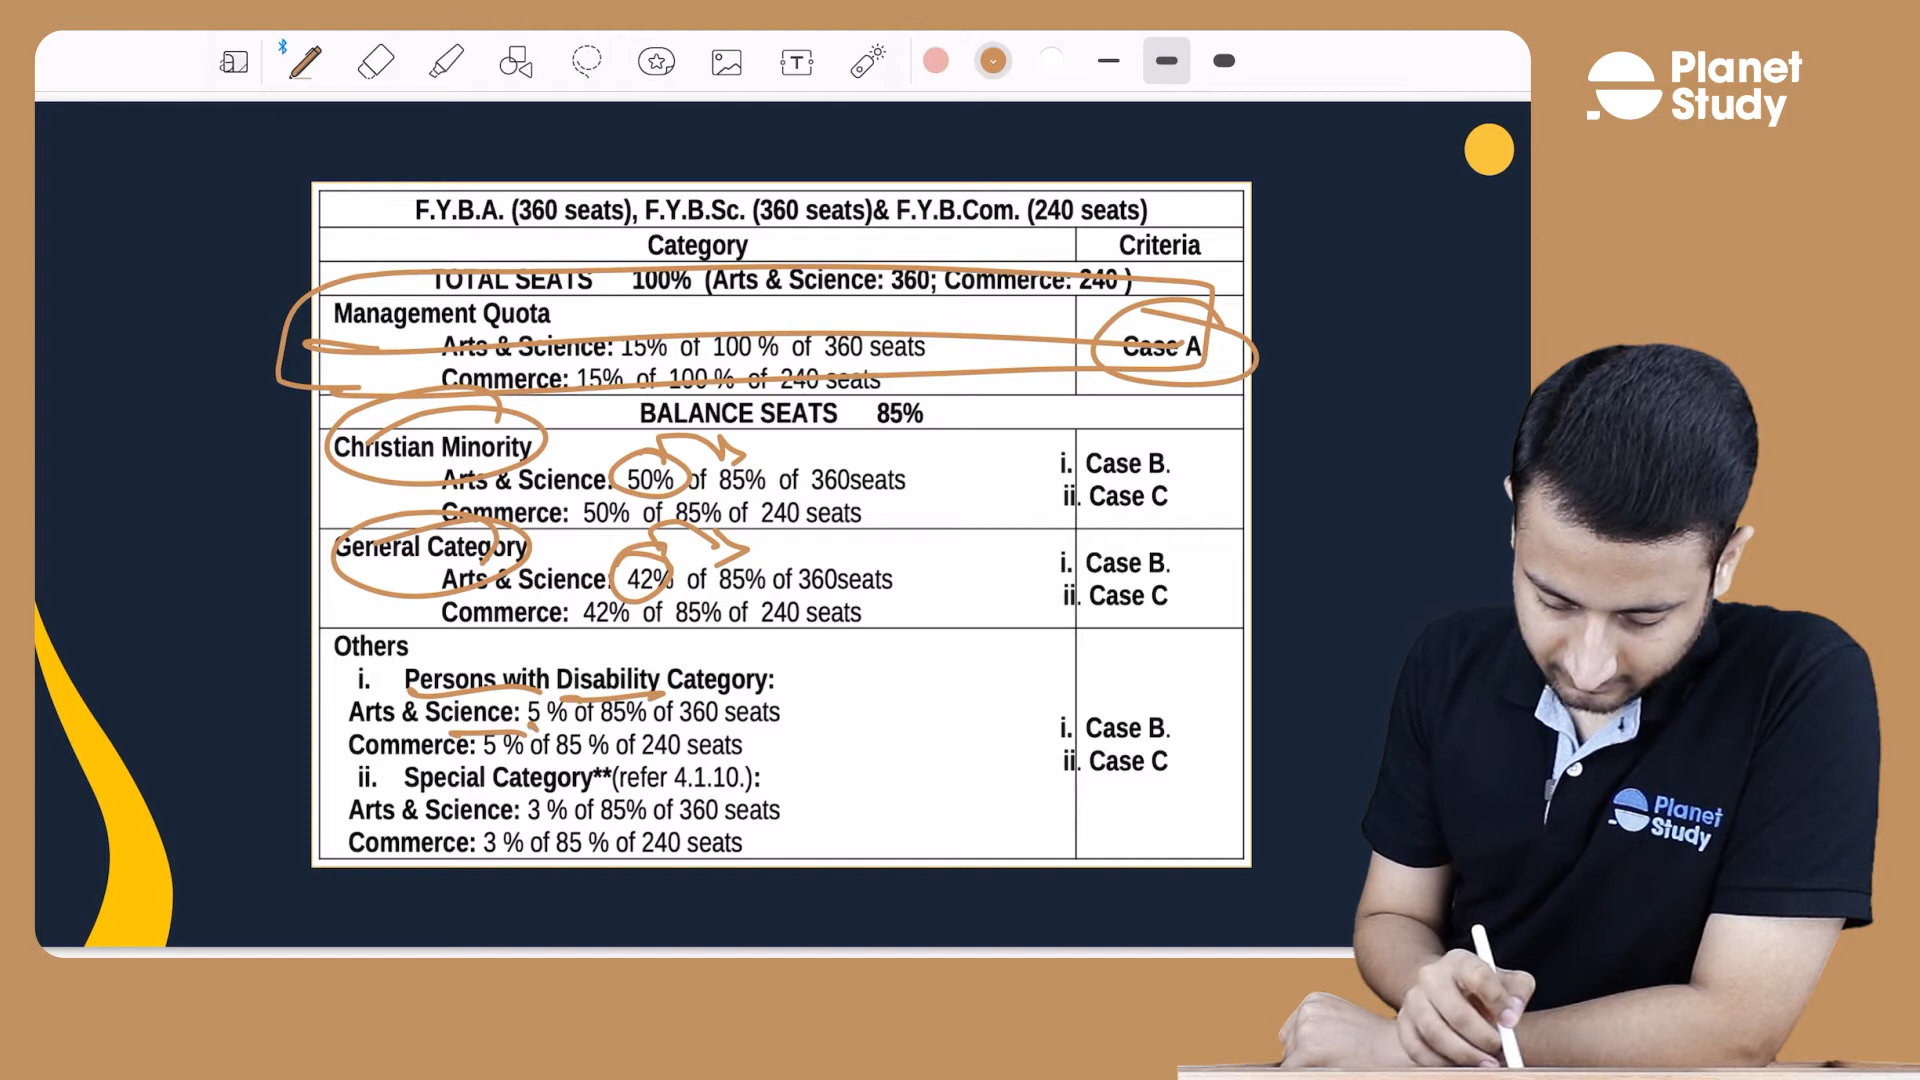 Planet
Study
F.Y.B.A. (360 seats), F.Y.B.Sc. (360 seats)& F.Y.B.Com. (240 seats)
Category Criteria
TOTAL SEATS 100% (Arts & Science: 360; Commerce: 240 )
Management Quota
Arts & Science: 15% of 100 % of 360 seats
Case A
Commerce: 15% of 100 % of 240 seats
BALANCE SEATS 85%
Christian Minority
Arts & Science: 50% of 85% of 360seats
Commerce: 50% of 85% of 240 seats
i. Case B.
ii. Case C
General Category
Arts & Science: 42% of 85% of 360seats
Commerce: 42% of 85% of 240 seats
i. Case B.
ii. Case C
Others
i. Persons with Disability Category:
Arts & Science: 5 % of 85% of 360 seats
Commerce: 5 % of 85 % of 240 seats
ii. Special Category**(refer 4.1.10.):
Arts & Science: 3 % of 85% of 360 seats
Commerce: 3 % of 85 % of 240 seats
i. Case B.
ii. Case C
Planet
Study